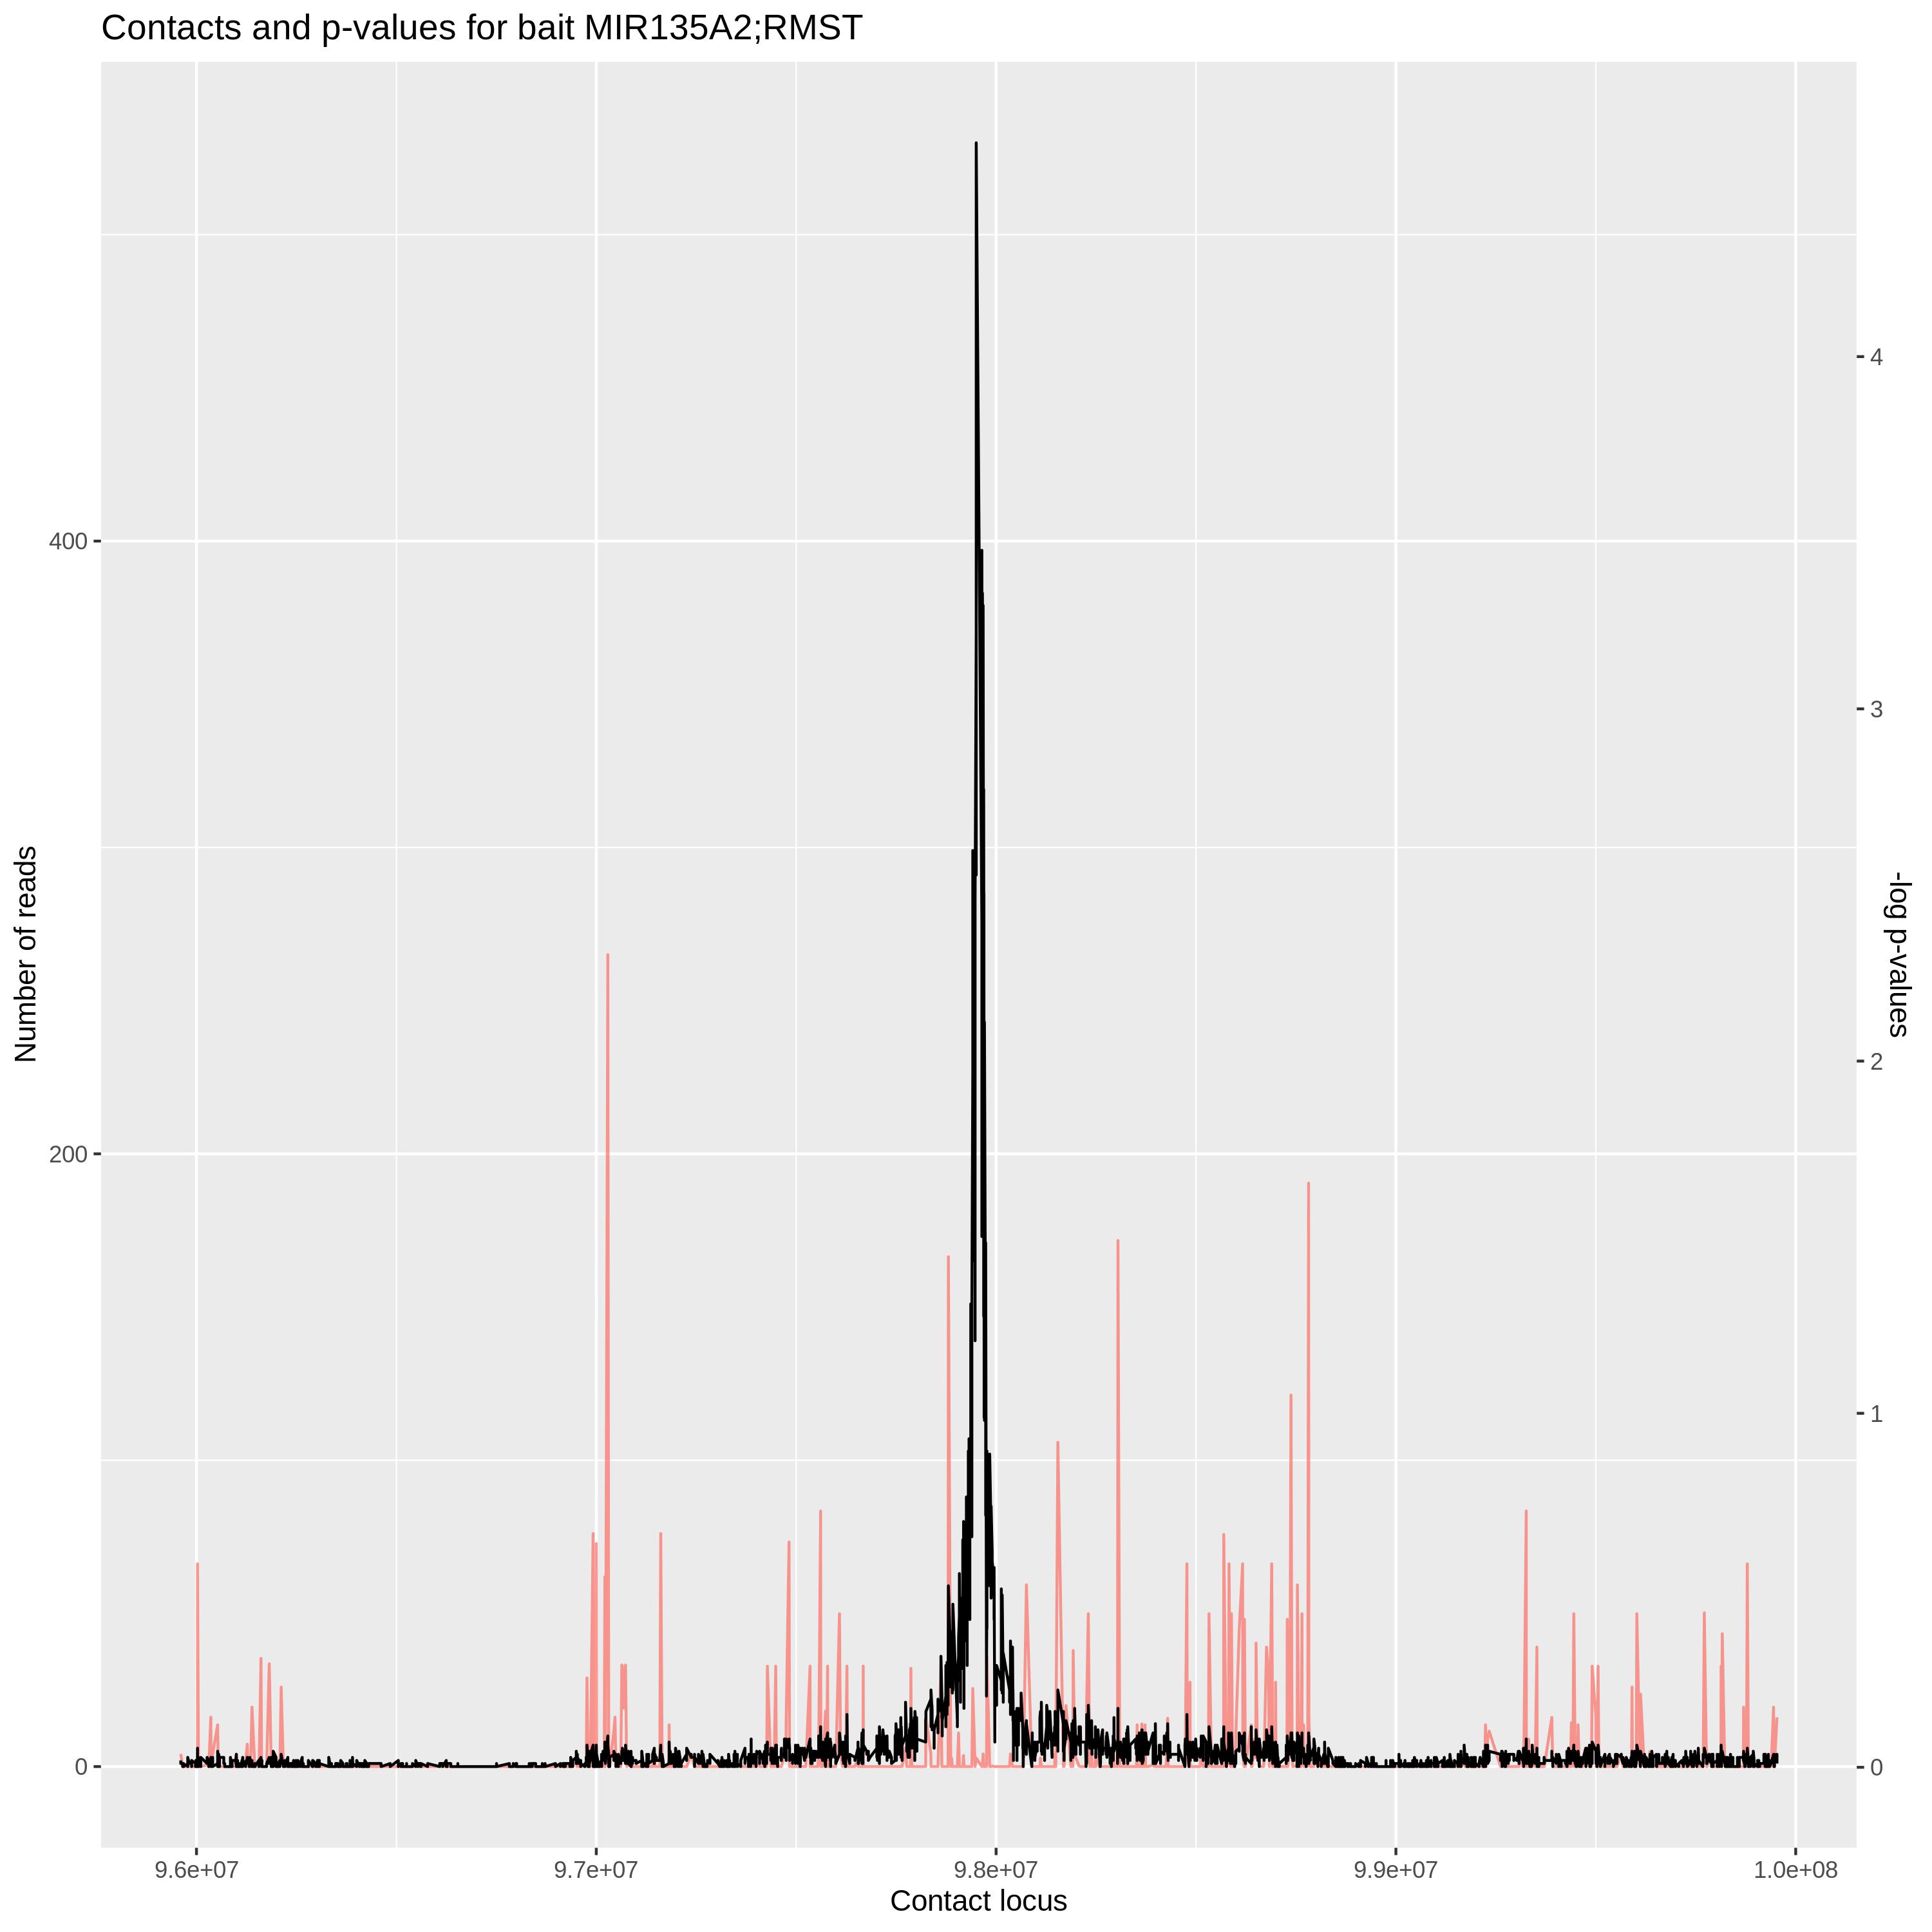 Contacts and p-values for bait MIR135A2;RMST
Number of reads
400
200
0
4
3
2
1
0
-log p-values
9.6e+07
9.7e+07
9.8e+07
9.9e+07
1.0e+08
Contact locus